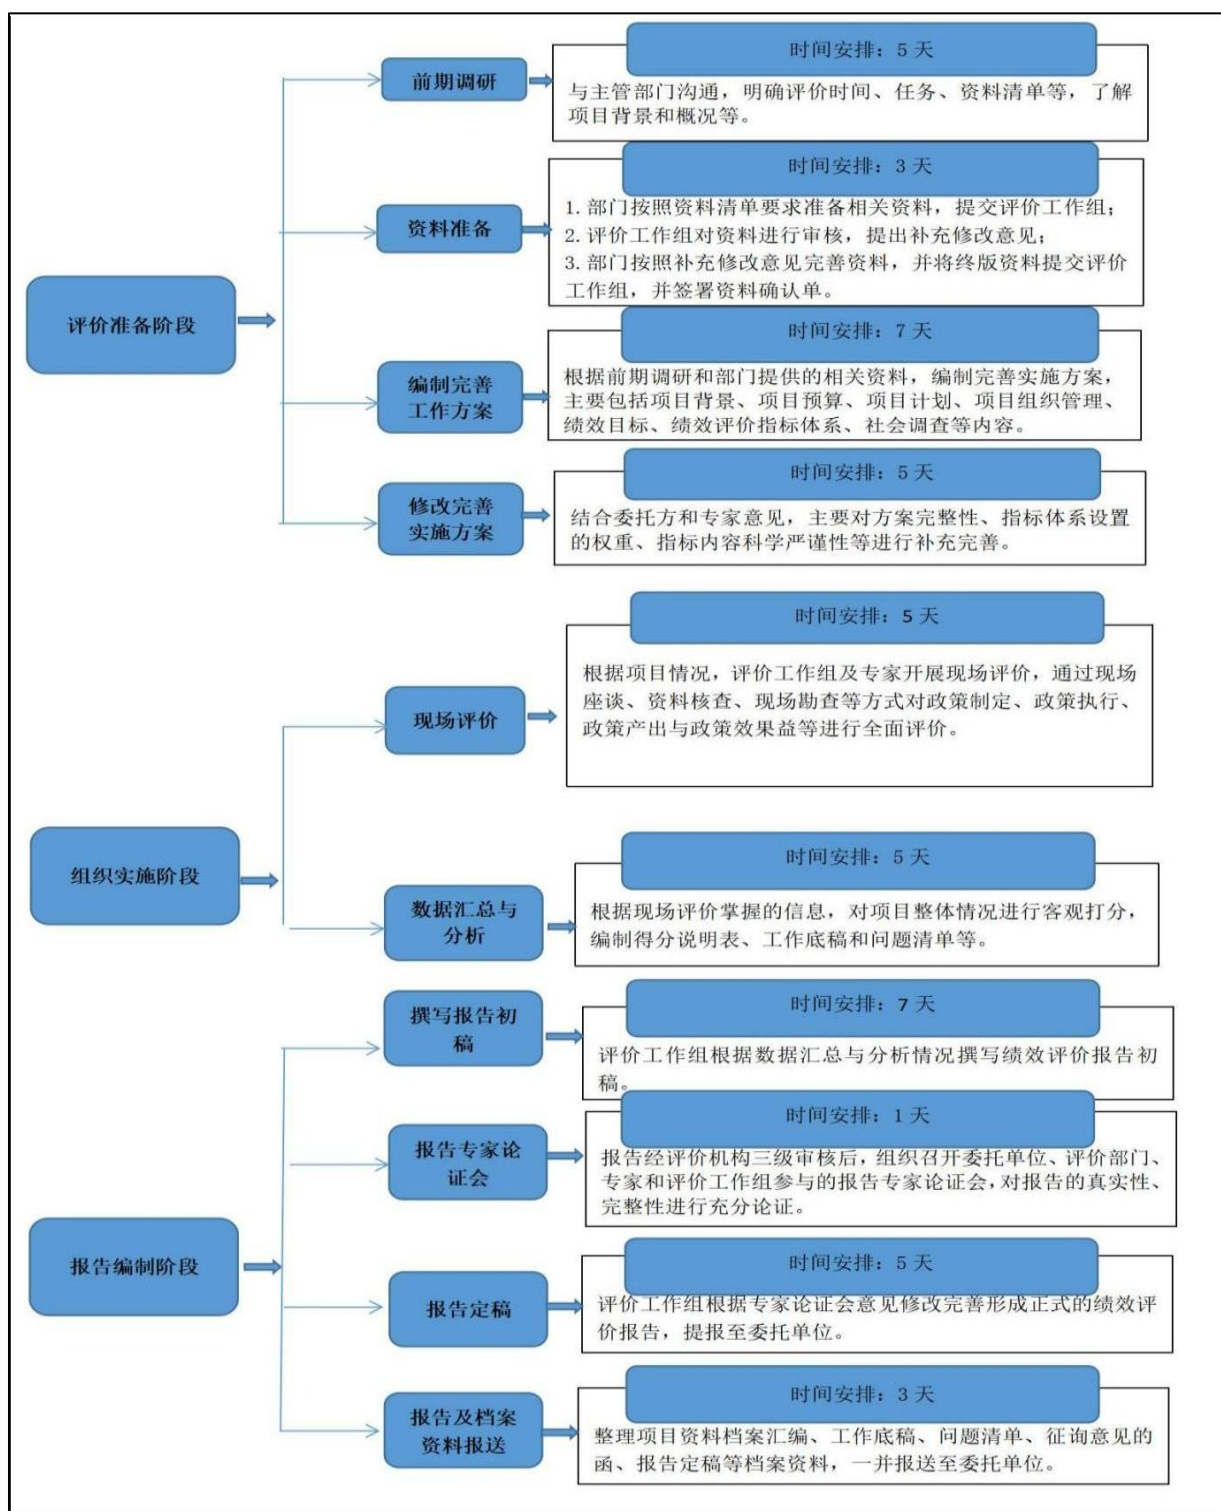 时间安排：5 天
前期调研
与主管部门沟通，明确评价时间、任务、资料清单等，了解
项目背景和概况等。
时间安排：3 天
资料准备
1. 部门按照资料清单要求准备相关资料，提交评价工作组；
2. 评价工作组对资料进行审核，提出补充修改意见；
3. 部门按照补充修改意见完善资料，并将终版资料提交评价
工作组，并签署资料确认单。
评价准备阶段
时间安排：7 天
编制完善
工作方案
根据前期调研和部门提供的相关资料，编制完善实施方案，
主要包括项目背景、项目预算、项目计划、项目组织管理、
绩效目标、绩效评价指标体系、社会调查等内容。
时间安排：5 天
修改完善
实施方案
结合委托方和专家意见，主要对方案完整性、指标体系设置
的权重、指标内容科学严谨性等进行补充完善。
时间安排：5 天
现场评价
根据项目情况，评价工作组及专家开展现场评价，通过现场
座谈、资料核查、现场勘查等方式对政策制定、政策执行、
政策产出与政策效果益等进行全面评价。
组织实施阶段
时间安排：5 天
数据汇总与
分析
根据现场评价掌握的信息，对项目整体情况进行客观打分，
编制得分说明表、工作底稿和问题清单等。
时间安排：7 天
撰写报告初
稿
评价工作组根据数据汇总与分析情况撰写绩效评价报告初
稿。
时间安排：1 天
报告专家论
证会
报告经评价机构三级审核后，组织召开委托单位、评价部门、
专家和评价工作组参与的报告专家论证会，对报告的真实性、
完整性进行充分论证。
报告编制阶段
时间安排：5 天
报告定稿
评价工作组根据专家论证会意见修改完善形成正式的绩效评
价报告，提报至委托单位。
时间安排：3 天
报告及档案
资料报送
整理项目资料档案汇编、工作底稿、问题清单、征询意见的
函、报告定稿等档案资料，一并报送至委托单位。